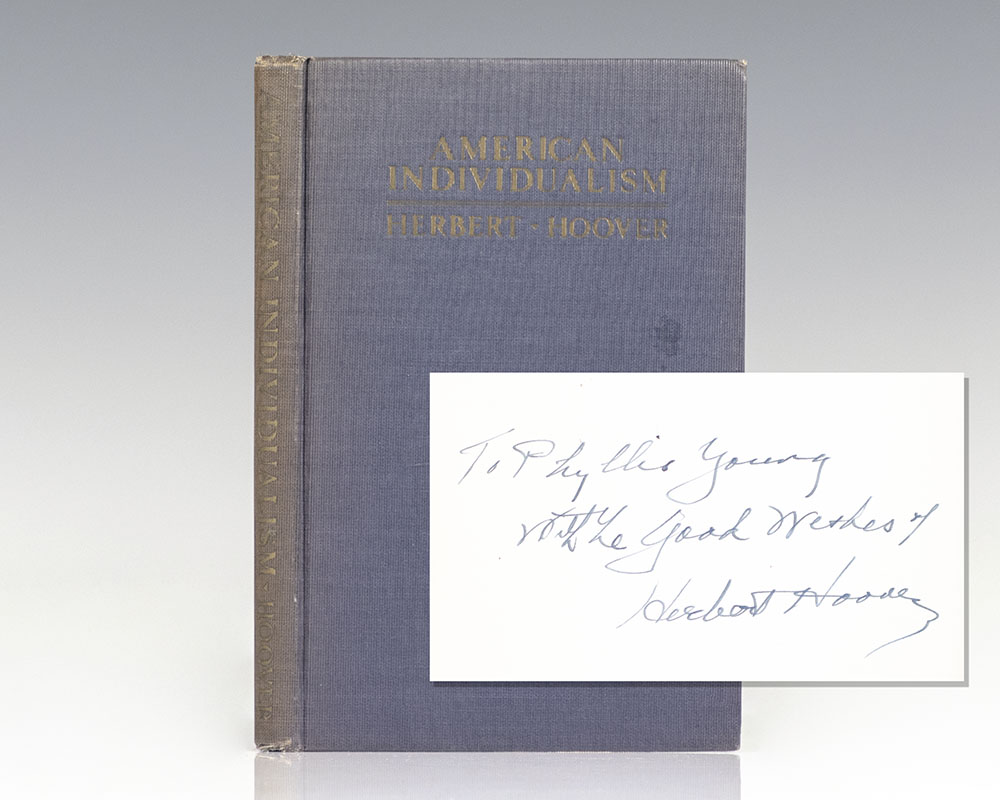 AMERICAN INDIVIDUALISM · HOOVER
AMERICAN
INDIVIDUALISM
HERBERT · HOOVER
To Phyllis Young
with the Good Wishes of
Herbert Hoover